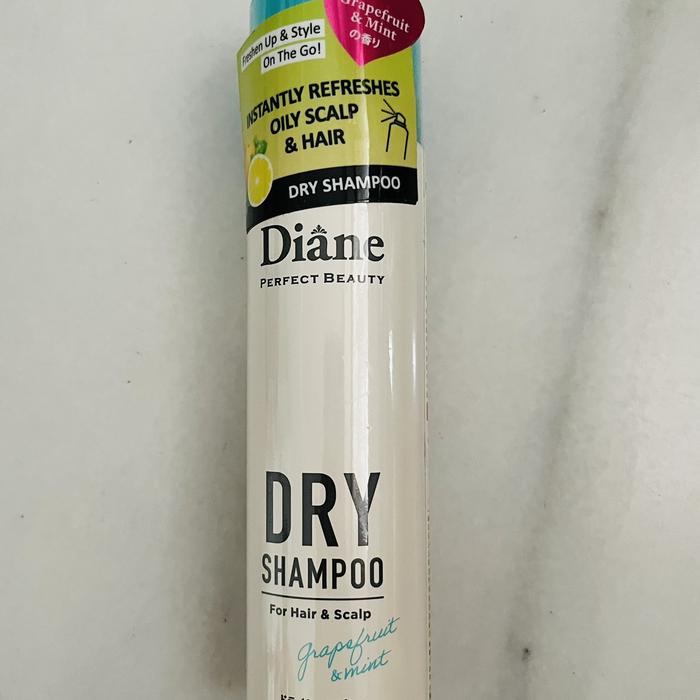 Grapefruit
& Mint
の香り
Freshen Up & Style
On The Go!
INSTANTLY REFRESHES
OILY SCALP
& HAIR
DRY SHAMPOO
Diane
PERFECT BEAUTY
DRY
SHAMPOO
For Hair & Scalp
grapefruit
& mint